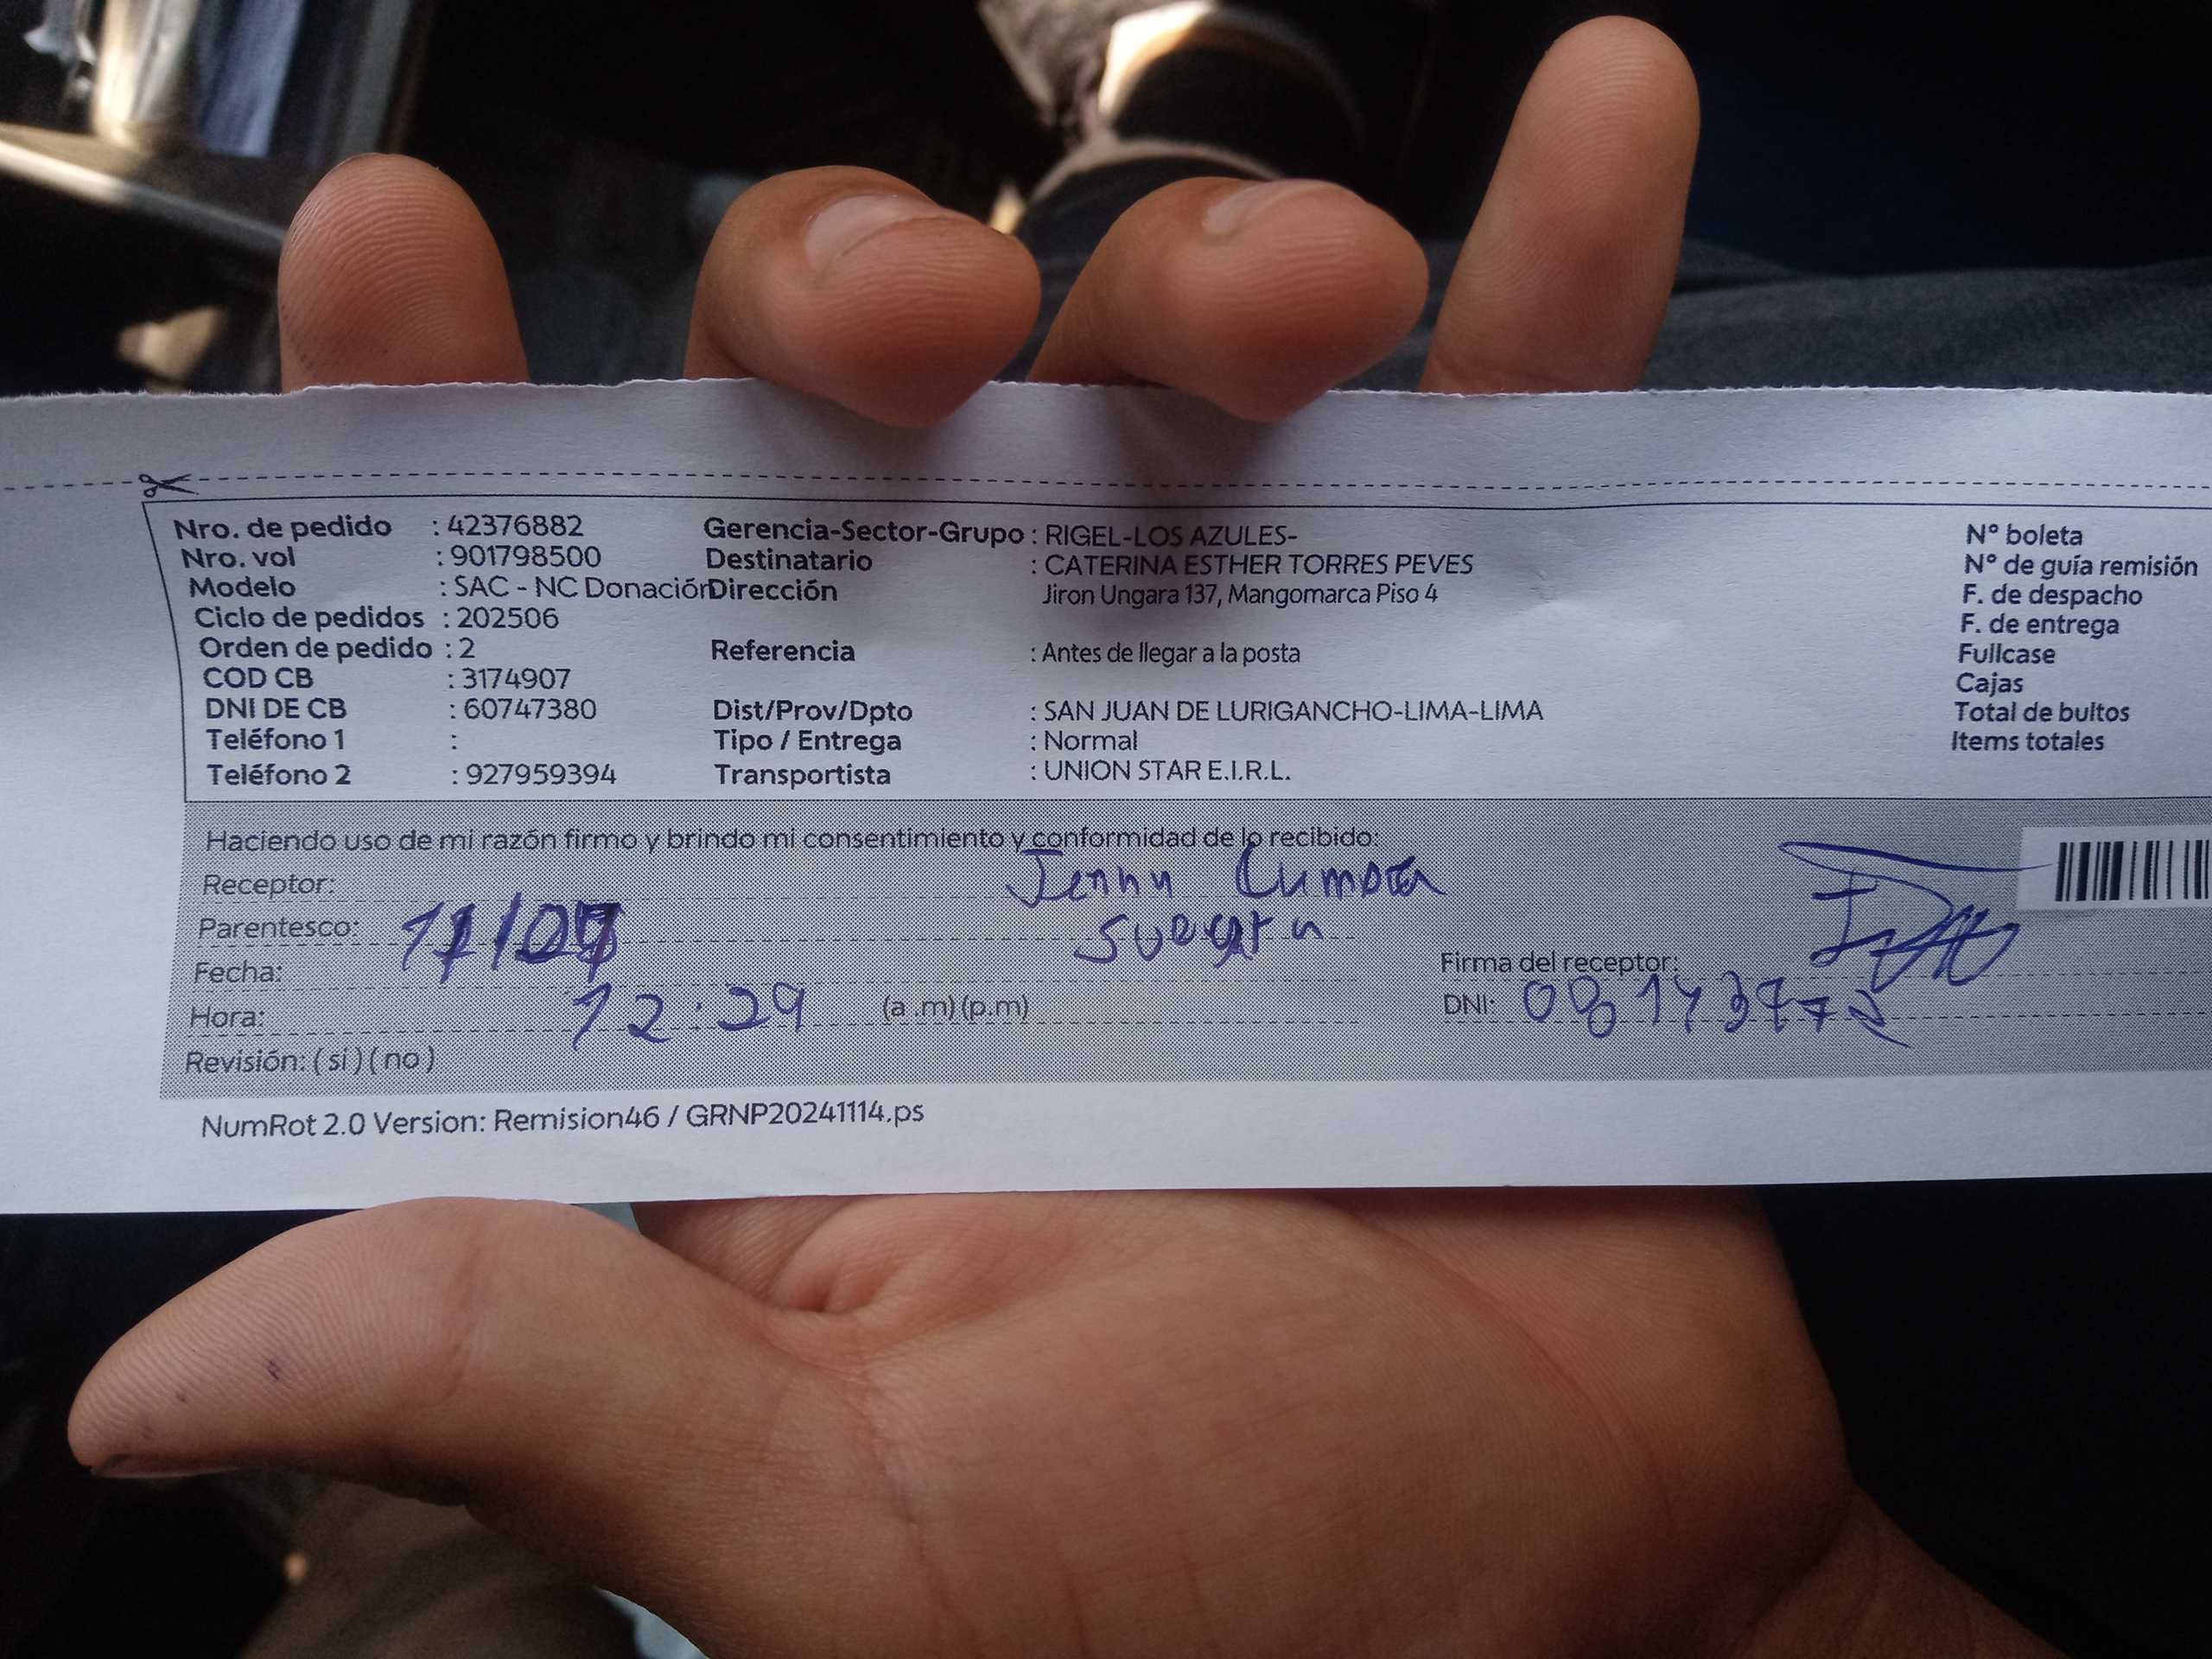 Nro. de pedido : 42376882 Gerencia-Sector-Grupo : RIGEL-LOS AZULES- N° boleta
Nro. vol : 901798500 Destinatario : CATERINA ESTHER TORRES PEVES N° de guía remisión
Modelo : SAC - NC Donación Dirección Jiron Ungara 137, Mangomarca Piso 4 F. de despacho
Ciclo de pedidos : 202506 F. de entrega
Orden de pedido : 2 Referencia : Antes de llegar a la posta Fullcase
COD CB : 3174907 Cajas
DNI DE CB : 60747380 Dist/Prov/Dpto : SAN JUAN DE LURIGANCHO-LIMA-LIMA Total de bultos
Teléfono 1 : Tipo / Entrega : Normal Items totales
Teléfono 2 : 927959394 Transportista : UNION STAR E.I.R.L.
Haciendo uso de mi razón firmo y brindo mi consentimiento y conformidad de lo recibido:
Receptor:
Parentesco:
Fecha: Firma del receptor:
Hora: 12:29 (a .m) (p.m) DNI:
Revisión: ( si ) ( no )
NumRot 2.0 Version: Remision46 / GRNP20241114.ps